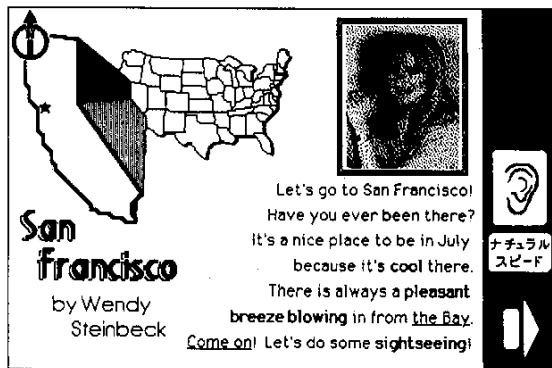 San
Francisco
by Wendy
Steinbeck
Let's go to San Francisco!
Have you ever been there?
It's a nice place to be in July
because it's cool there.
There is always a pleasant
breeze blowing in from the Bay.
Come on! Let's do some sightseeing!
ナチュラル
スピード